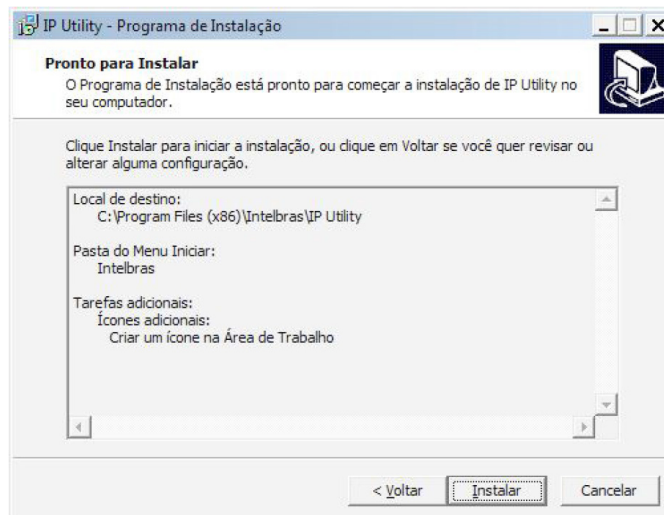 IP Utility - Programa de Instalação
Pronto para Instalar
O Programa de Instalação está pronto para começar a instalação de IP Utility no
seu computador.
Clique Instalar para iniciar a instalação, ou clique em Voltar se você quer revisar ou
alterar alguma configuração.
Local de destino:
C:\Program Files (x86)\Intelbras\IP Utility
Pasta do Menu Iniciar:
Intelbras
Tarefas adicionais:
Ícones adicionais:
Criar um ícone na Área de Trabalho
< Voltar Instalar Cancelar